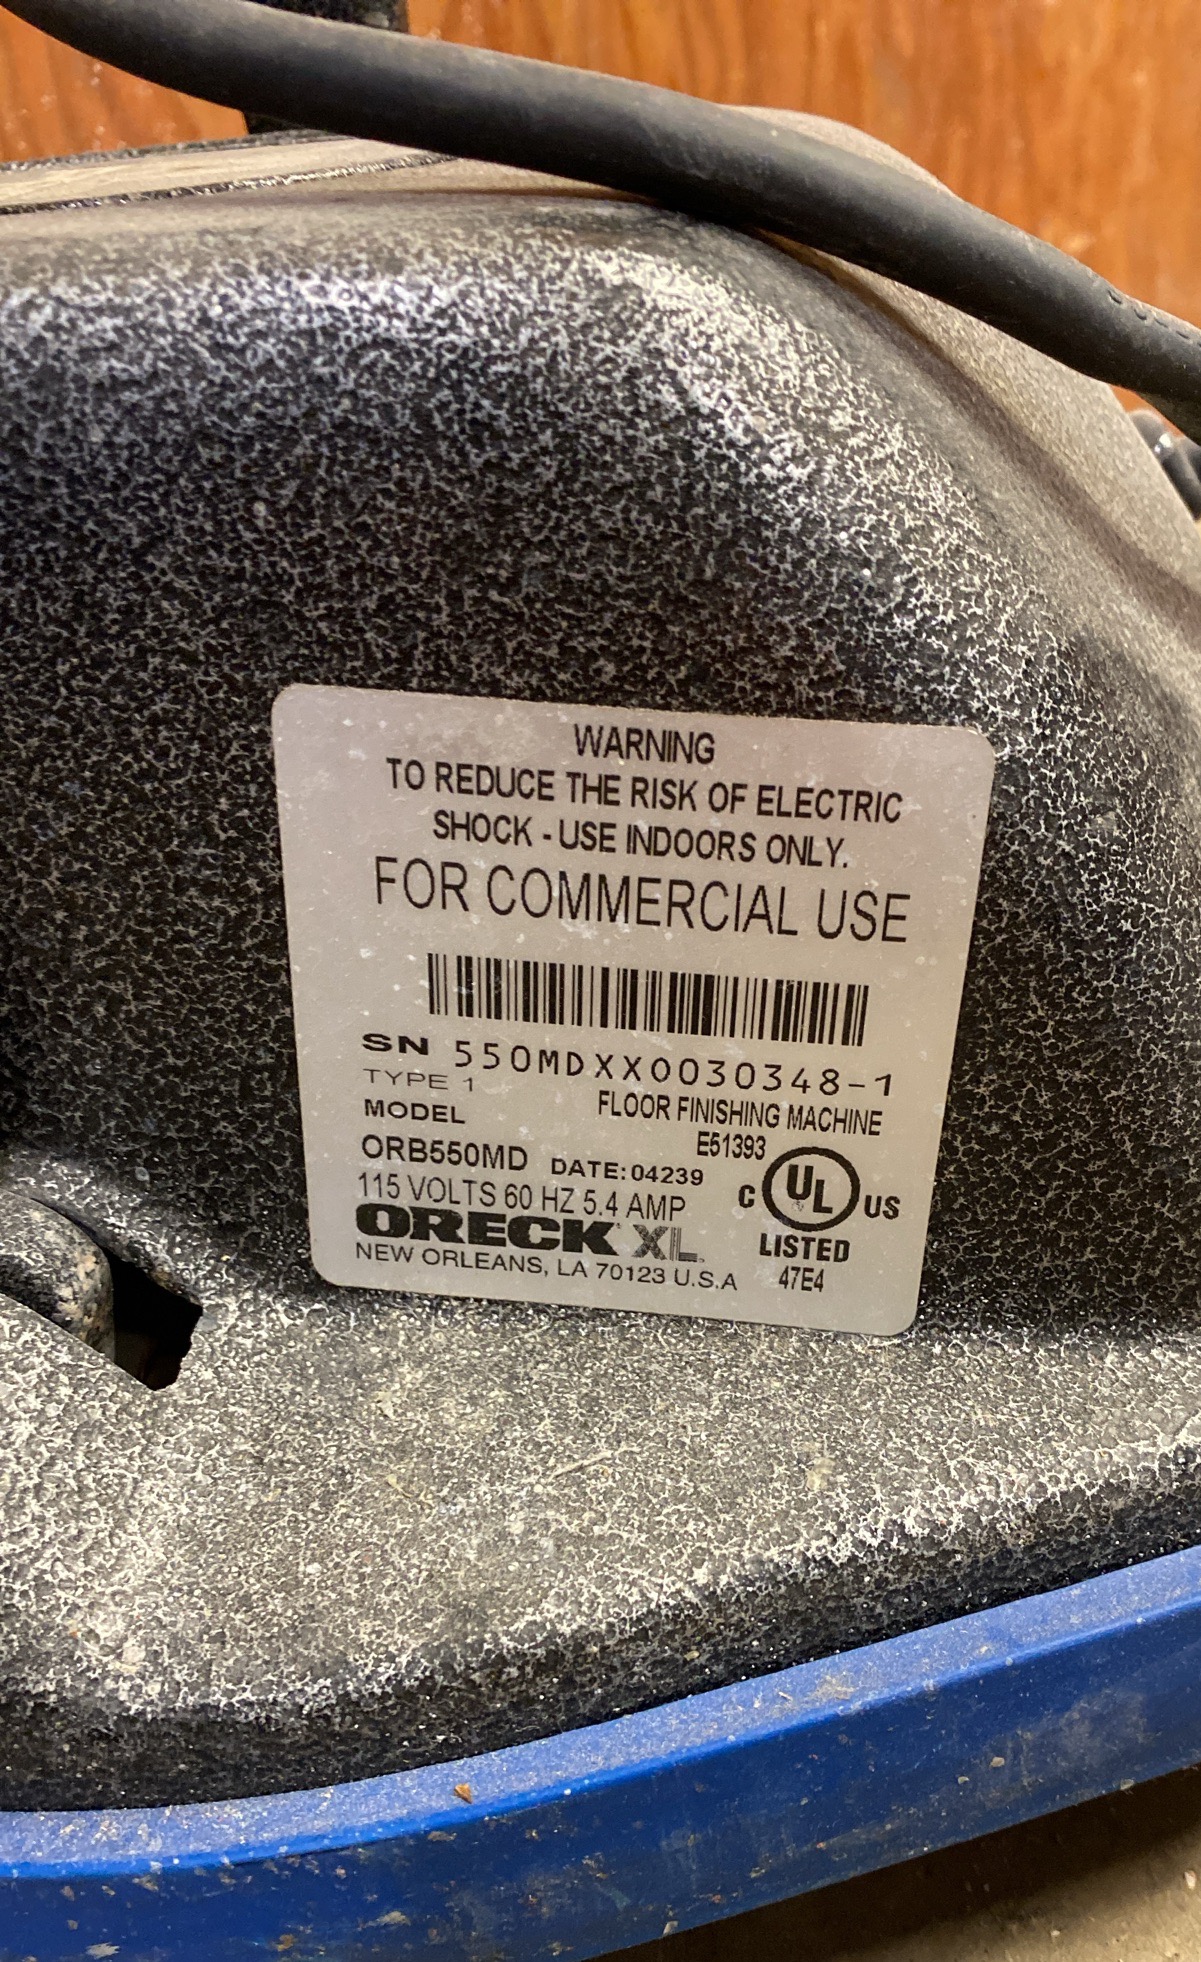 WARNING
TO REDUCE THE RISK OF ELECTRIC
SHOCK - USE INDOORS ONLY.
FOR COMMERCIAL USE
SN 550MDXX0030348-1
TYPE 1
FLOOR FINISHING MACHINE
MODEL
E51393
ORB550MD DATE:04239
115 VOLTS 60 HZ 5.4 AMP
C UL US
ORECK XL
LISTED
NEW ORLEANS, LA 70123 U.S.A
47E4